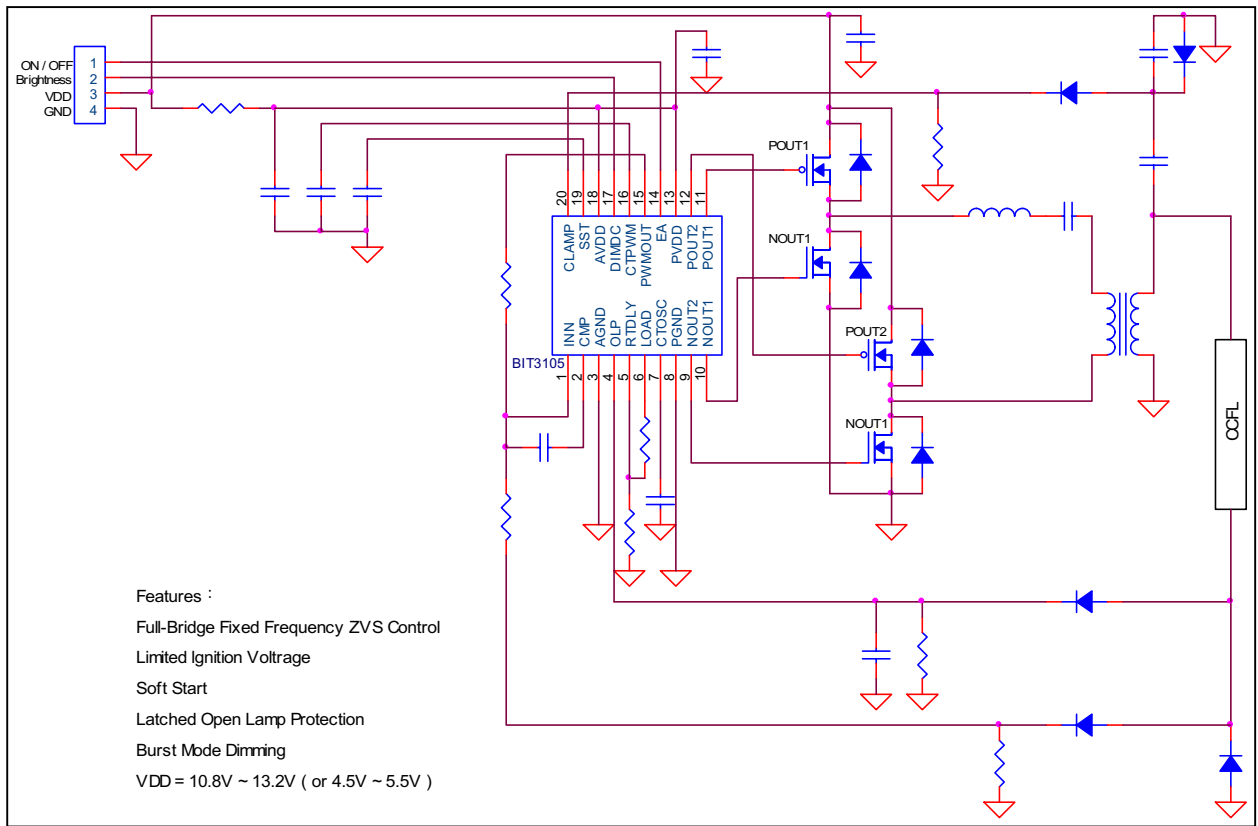 ON / OFF 1
Brightness 2
VDD 3
GND 4
POUT1
NOUT1
POUT2
NOUT1
20 19 18 17 16 15 14 13 12 11
CLAMP SST AVDD DIMDC CTPWM PWMOUT EA PVDD POUT2 POUT1
INN CMP AGND OLP RTDLY LOAD CTOSC PGND NOUT2 NOUT1
BIT3105
1 2 3 4 5 6 7 8 9 10
CCFL
Features :
Full-Bridge Fixed Frequency ZVS Control
Limited Ignition Voltrage
Soft Start
Latched Open Lamp Protection
Burst Mode Dimming
VDD = 10.8V ~ 13.2V ( or 4.5V ~ 5.5V )